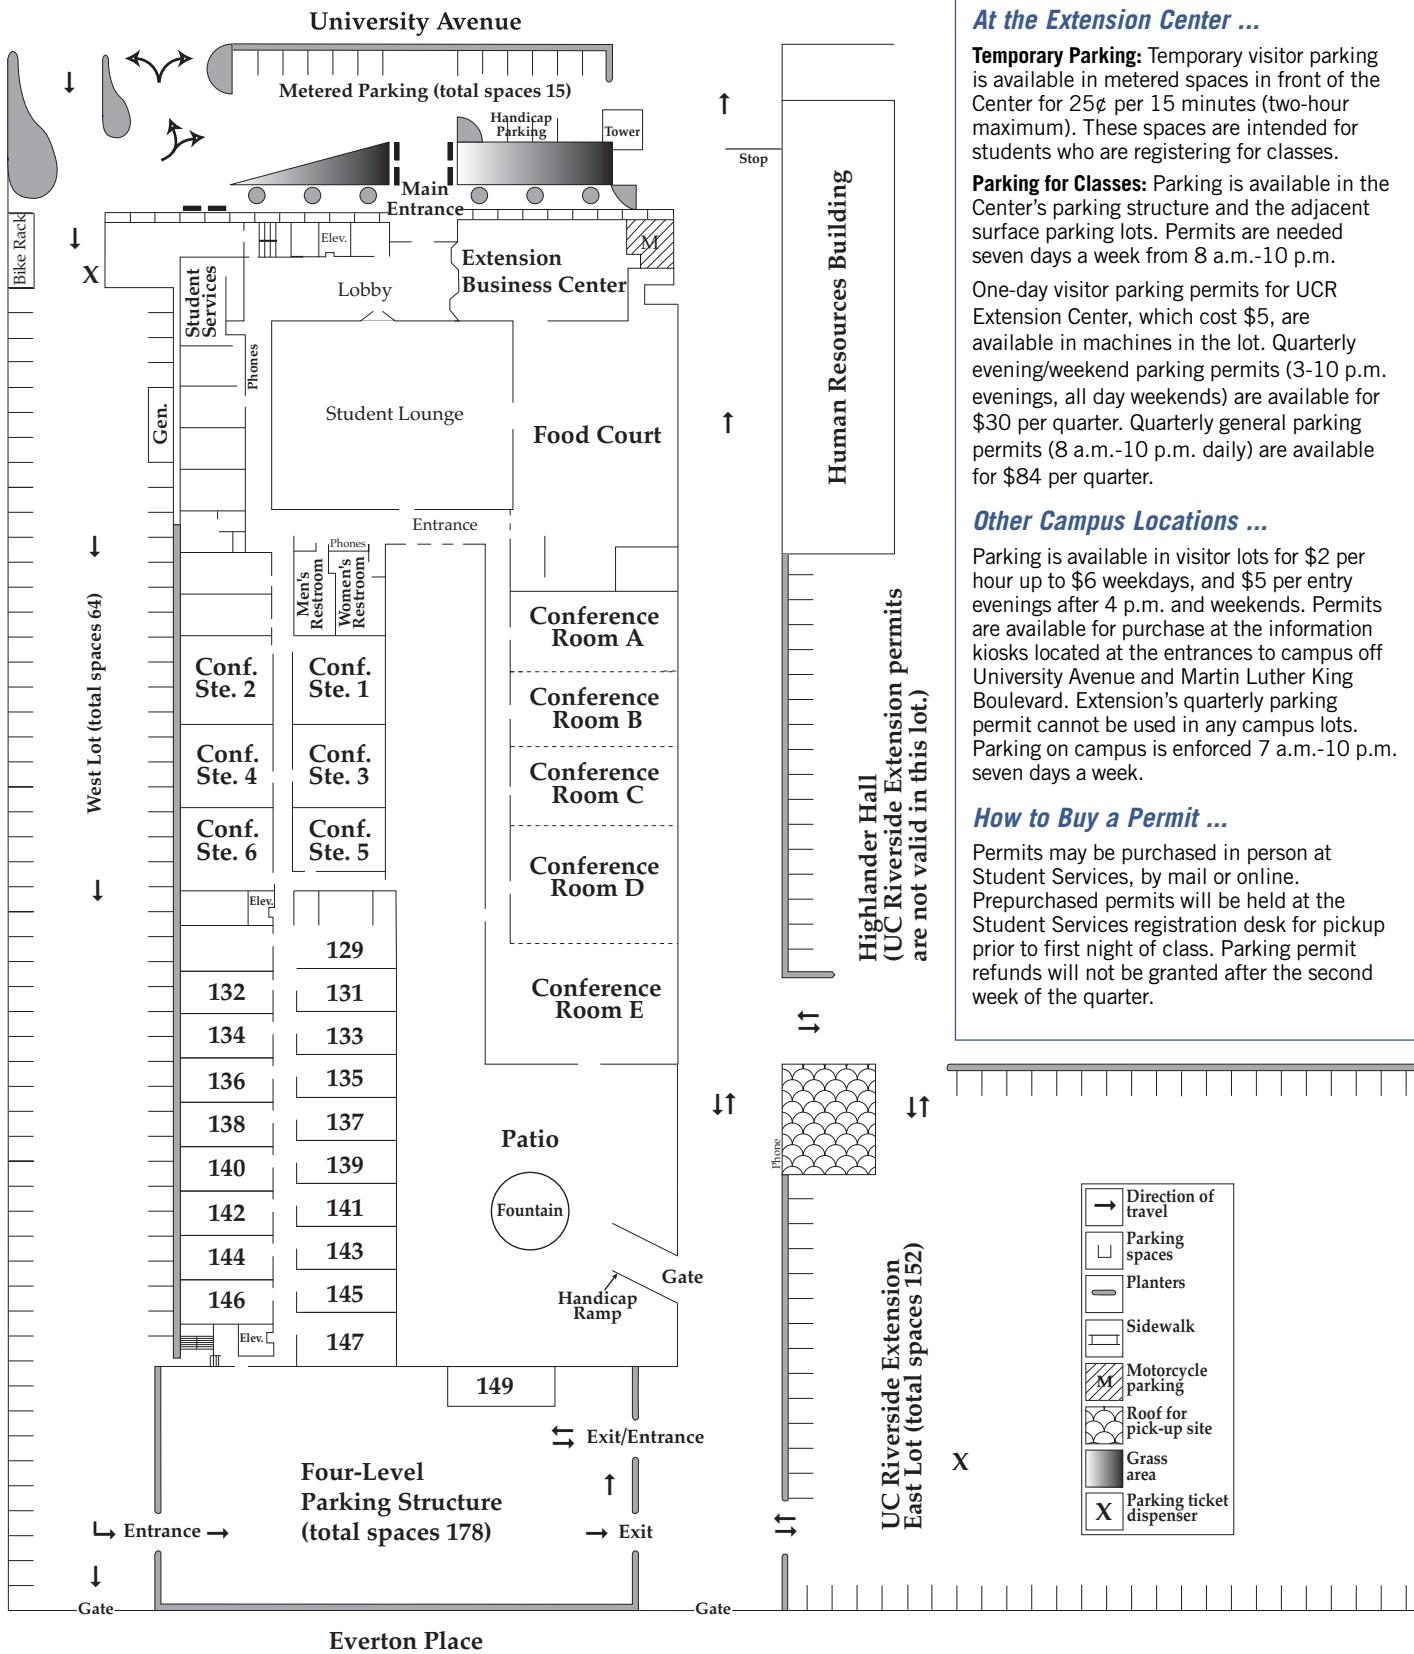 University Avenue
Metered Parking (total spaces 15)
Handicap
Parking
Tower
Stop
Main
Entrance
Bike Rack
X
Elev.
M
Extension
Business Center
Student
Services
Lobby
Phones
Student Lounge
Gen.
Food Court
Human Resources Building
Entrance
Phones
Men's
Restroom
Women's
Restroom
West Lot (total spaces 64)
Conf.
Ste. 2
Conf.
Ste. 1
Conf.
Ste. 4
Conf.
Ste. 3
Conf.
Ste. 6
Conf.
Ste. 5
Conference
Room A
Conference
Room B
Conference
Room C
Conference
Room D
Conference
Room E
Highlander Hall
(UC Riverside Extension permits
are not valid in this lot.)
Elev.
129
132
131
134
133
136
135
138
137
140
139
142
141
144
143
146
145
Elev.
147
149
Patio
Fountain
Gate
Handicap
Ramp
Phone
UC Riverside Extension
East Lot (total spaces 152)
X
Exit/Entrance
Four-Level
Parking Structure
(total spaces 178)
Entrance
Exit
Gate
Gate
Everton Place
At the Extension Center ...
Temporary Parking: Temporary visitor parking
is available in metered spaces in front of the
Center for 25¢ per 15 minutes (two-hour
maximum). These spaces are intended for
students who are registering for classes.
Parking for Classes: Parking is available in the
Center's parking structure and the adjacent
surface parking lots. Permits are needed
seven days a week from 8 a.m.-10 p.m.
One-day visitor parking permits for UCR
Extension Center, which cost $5, are
available in machines in the lot. Quarterly
evening/weekend parking permits (3-10 p.m.
evenings, all day weekends) are available for
$30 per quarter. Quarterly general parking
permits (8 a.m.-10 p.m. daily) are available
for $84 per quarter.
Other Campus Locations ...
Parking is available in visitor lots for $2 per
hour up to $6 weekdays, and $5 per entry
evenings after 4 p.m. and weekends. Permits
are available for purchase at the information
kiosks located at the entrances to campus off
University Avenue and Martin Luther King
Boulevard. Extension's quarterly parking
permit cannot be used in any campus lots.
Parking on campus is enforced 7 a.m.-10 p.m.
seven days a week.
How to Buy a Permit ...
Permits may be purchased in person at
Student Services, by mail or online.
Prepurchased permits will be held at the
Student Services registration desk for pickup
prior to first night of class. Parking permit
refunds will not be granted after the second
week of the quarter.
Direction of
travel
Parking
spaces
Planters
Sidewalk
M
Motorcycle
parking
Roof for
pick-up site
Grass
area
X
Parking ticket
dispenser